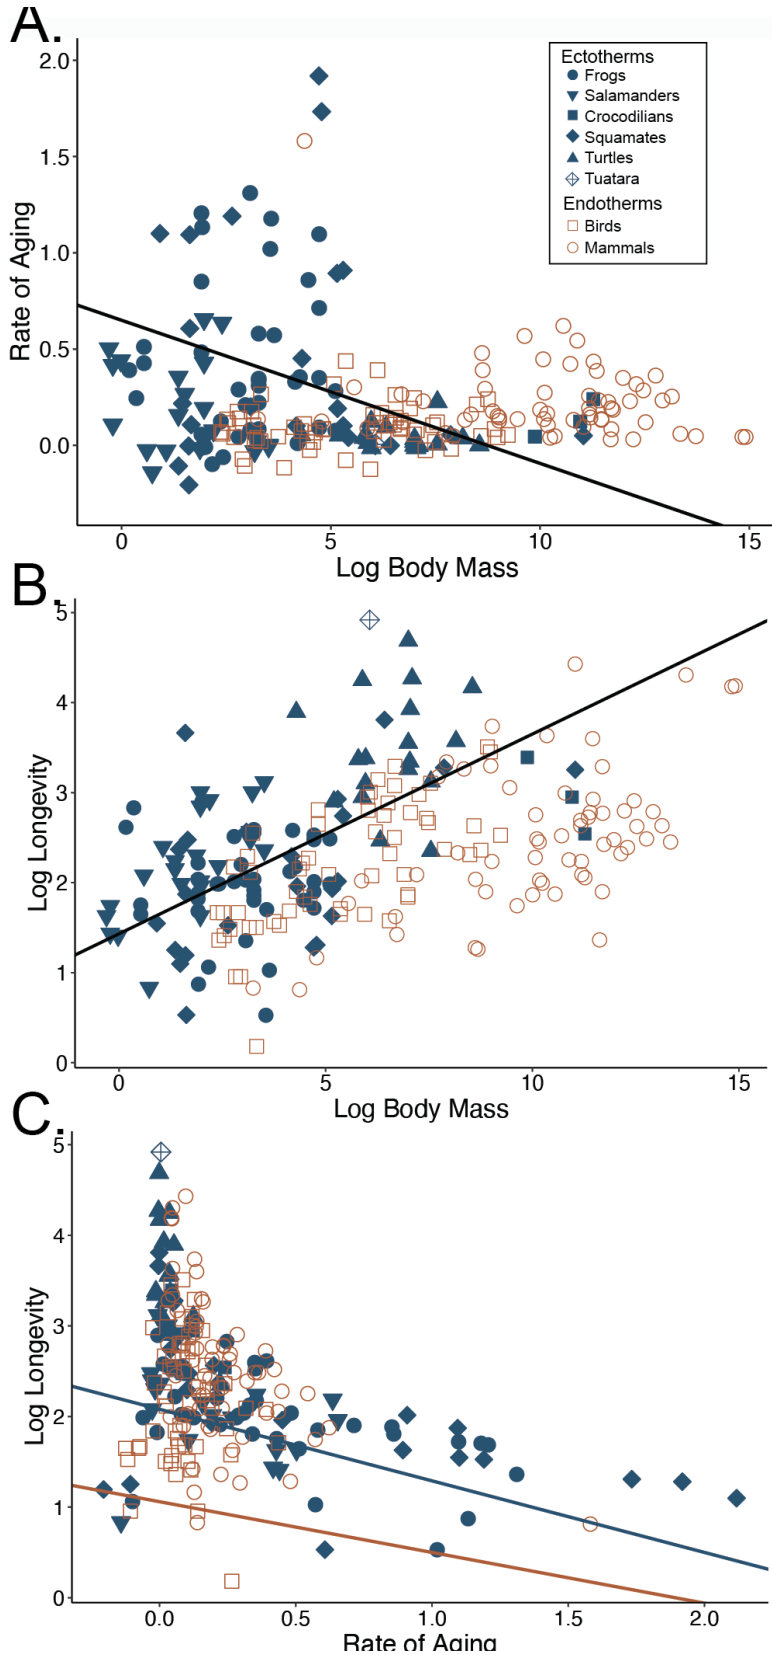 A.
2.0
1.5
1.0
0.5
0.0
Rate of Aging
Ectotherms
Frogs
Salamanders
Crocodilians
Squamates
Turtles
Tuatara
Endotherms
Birds
Mammals
0 5 10 15
Log Body Mass
B.
5
4
3
2
1
0
Log Longevity
0 5 10 15
Log Body Mass
C.
5
4
3
2
1
0
Log Longevity
0.0 0.5 1.0 1.5 2.0
Rate of Aging